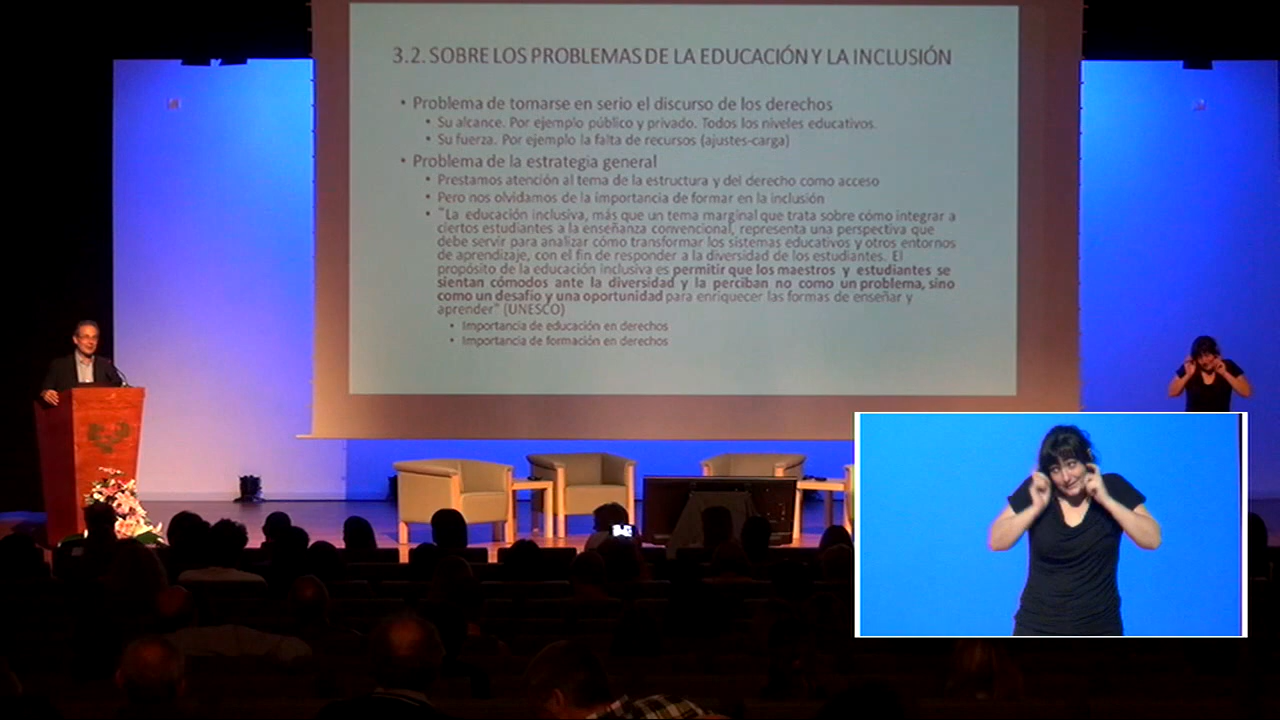 3.2. SOBRE LOS PROBLEMAS DE LA EDUCACIÓN Y LA INCLUSIÓN
• Problema de tomarse en serio el discurso de los derechos
• Su alcance. Por ejemplo público y privado. Todos los niveles educativos.
• Su fuerza. Por ejemplo la falta de recursos (ajustes-carga)
• Problema de la estrategia general
• Prestamos atención al tema de la estructura y del derecho como acceso
• Pero nos olvidamos de la importancia de formar en la inclusión
• "La educación inclusiva, más que un tema marginal que trata sobre cómo integrar a
ciertos estudiantes a la enseñanza convencional, representa una perspectiva que
debe servir para analizar cómo transformar los sistemas educativos y otros entornos
de aprendizaje, con el fin de responder a la diversidad de los estudiantes. El
propósito de la educación inclusiva es permitir que los maestros y estudiantes se
sientan cómodos ante la diversidad y la perciban no como un problema, sino
como un desafío y una oportunidad para enriquecer las formas de enseñar y
aprender" (UNESCO)
• Importancia de educación en derechos
• Importancia de formación en derechos